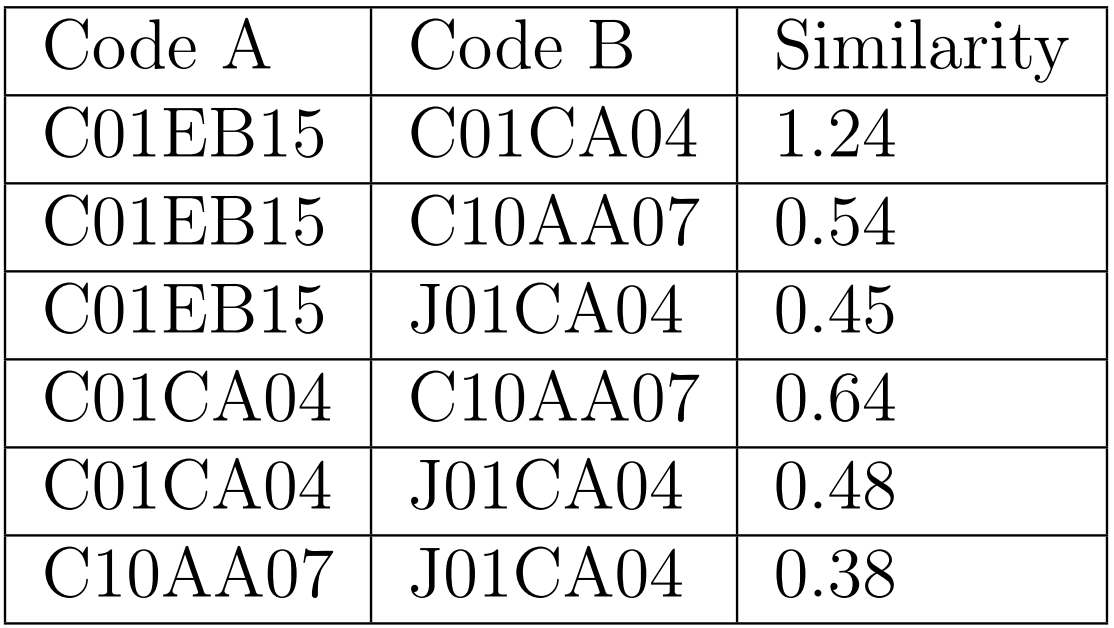 Code A Code B Similarity
C01EB15 C01CA04 1.24
C01EB15 C10AA07 0.54
C01EB15 J01CA04 0.45
C01CA04 C10AA07 0.64
C01CA04 J01CA04 0.48
C10AA07 J01CA04 0.38